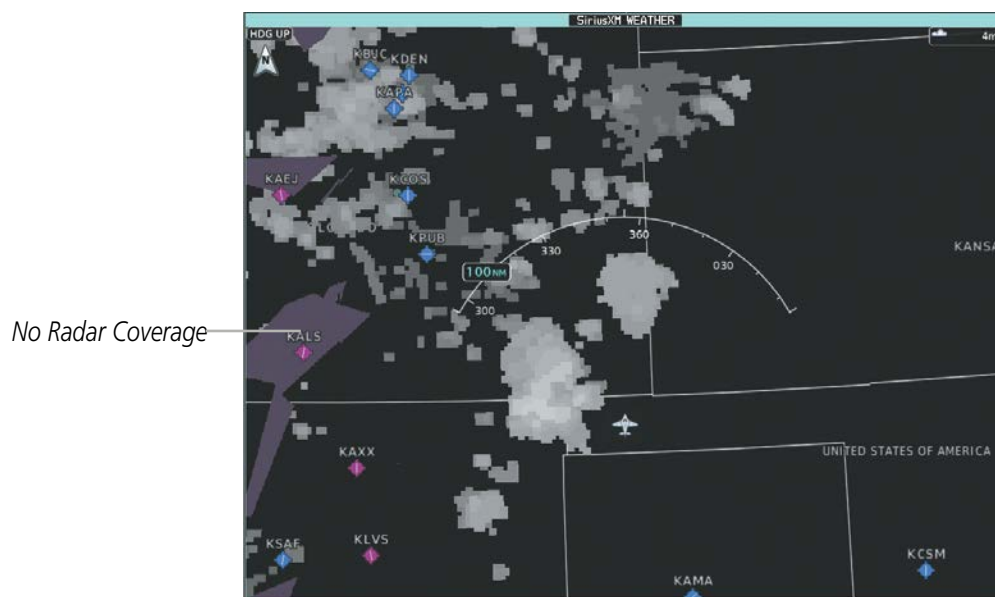 SiriusXM WEATHER
HDG UP
N
4m
KBJC
KDEN
KAPA
KAEJ
KCOS
KPUB
360
330
030
KANSA
100NM
300
No Radar Coverage
KALS
KAXX
UNITED STATES OF AMERICA
KSAF
KLVS
KCSM
KAMA